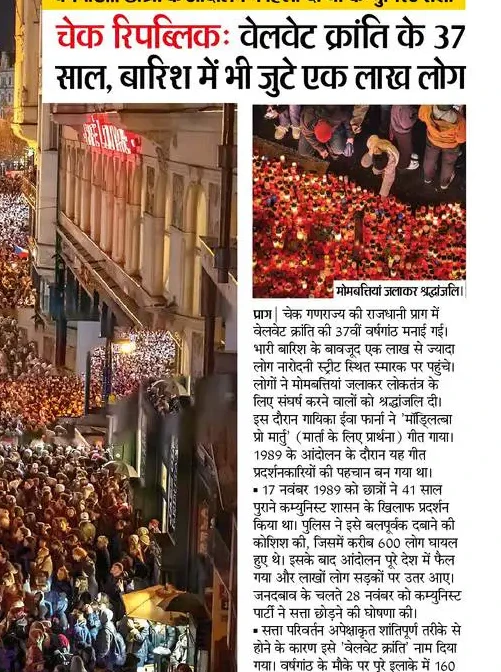 चेक रिपब्लिकः वेलवेट क्रांति के 37
साल, बारिश में भी जुटे एक लाख लोग
मोमबत्तियां जलाकर श्रद्धांजलि।
प्राग| चेक गणराज्य की राजधानी प्राग में
वेलवेट क्रांति की 37वीं वर्षगांठ मनाई गई।
भारी बारिश के बावजूद एक लाख से ज्यादा
लोग नारोदनी स्ट्रीट स्थित स्मारक पर पहुंचे।
लोगों ने मोमबत्तियां जलाकर लोकतंत्र के
लिए संघर्ष करने वालों को श्रद्धांजलि दी।
इस दौरान गायिका ईवा फार्ना ने 'मॉड्लित्बा
प्रो मार्तु' (मार्ता के लिए प्रार्थना) गीत गाया।
1989 के आंदोलन के दौरान यह गीत
प्रदर्शनकारियों की पहचान बन गया था।
▪ 17 नवंबर 1989 को छात्रों ने 41 साल
पुराने कम्युनिस्ट शासन के खिलाफ प्रदर्शन
किया था। पुलिस ने इसे बलपूर्वक दबाने की
कोशिश की, जिसमें करीब 600 लोग घायल
हुए थे। इसके बाद आंदोलन पूरे देश में फैल
गया और लाखों लोग सड़कों पर उतर आए।
जनदबाव के चलते 28 नवंबर को कम्युनिस्ट
पार्टी ने सत्ता छोड़ने की घोषणा की।
▪ सत्ता परिवर्तन अपेक्षाकृत शांतिपूर्ण तरीके से
होने के कारण इसे 'वेलवेट क्रांति' नाम दिया
गया। वर्षगांठ के मौके पर पूरे इलाके में 160